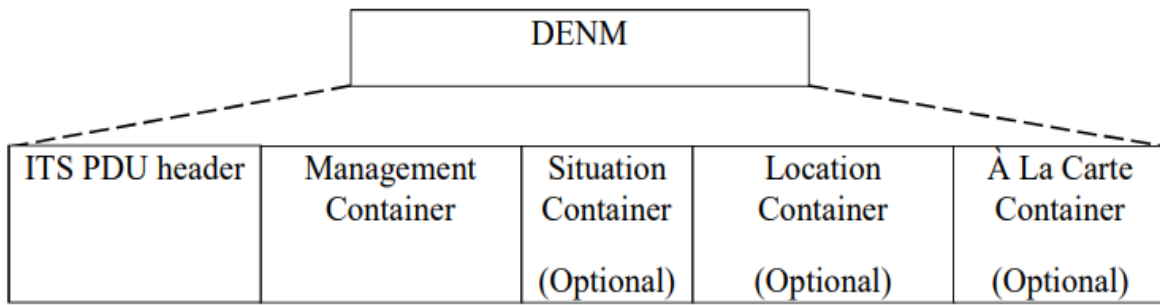 DENM
ITS PDU header
Management
Container
Situation
Container
(Optional)
Location
Container
(Optional)
À La Carte
Container
(Optional)